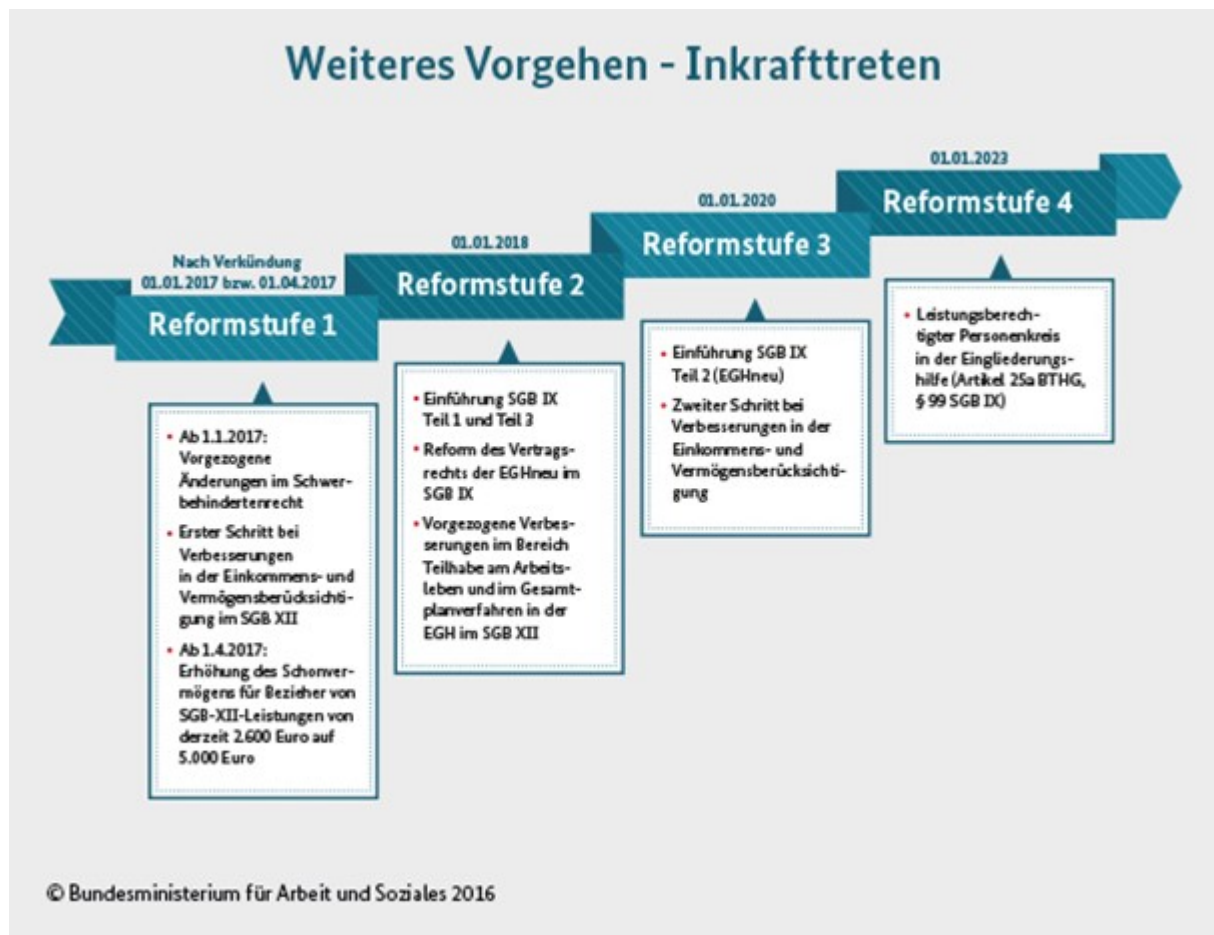 Weiteres Vorgehen - Inkrafttreten
Nach Verkündung
01.01.2017 bzw. 01.04.2017
Reformstufe 1
• Ab 1.1.2017:
Vorgezogene
Änderungen im Schwer-
behindertenrecht
• Erster Schritt bei
Verbesserungen
in der Einkommens- und
Vermögensberücksichti-
gung im SGB XII
• Ab 1.4.2017:
Erhöhung des Schonver-
mögens für Bezieher von
SGB-XII-Leistungen von
derzeit 2.600 Euro auf
5.000 Euro
01.01.2018
Reformstufe 2
• Einführung SGB IX
Teil 1 und Teil 3
• Reform des Vertrags-
rechts der EGHneu im
SGB IX
• Vorgezogene Verbes-
serungen im Bereich
Teilhabe am Arbeits-
leben und im Gesamt-
planverfahren in der
EGH im SGB XII
01.01.2020
Reformstufe 3
• Einführung SGB IX
Teil 2 (EGHneu)
• Zweiter Schritt bei
Verbesserungen in der
Einkommens- und
Vermögensberücksichti-
gung
01.01.2023
Reformstufe 4
• Leistungsberech-
tigter Personenkreis
in der Eingliederungs-
hilfe (Artikel 25a BTHG,
§ 99 SGB IX)
© Bundesministerium für Arbeit und Soziales 2016